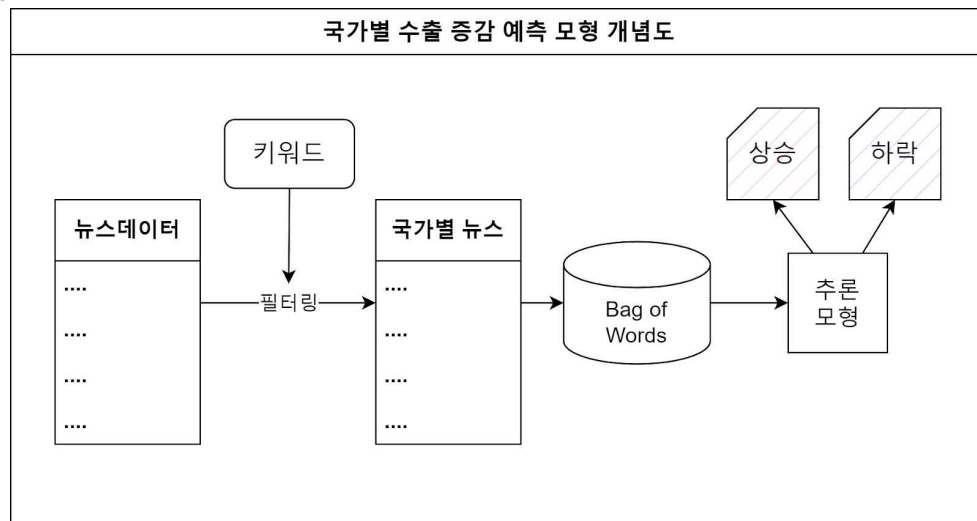 국가별 수출 증감 예측 모형 개념도
키워드
상승
하락
뉴스데이터
국가별 뉴스
....
....
....
....
필터링
....
....
....
....
Bag of
Words
추론
모형